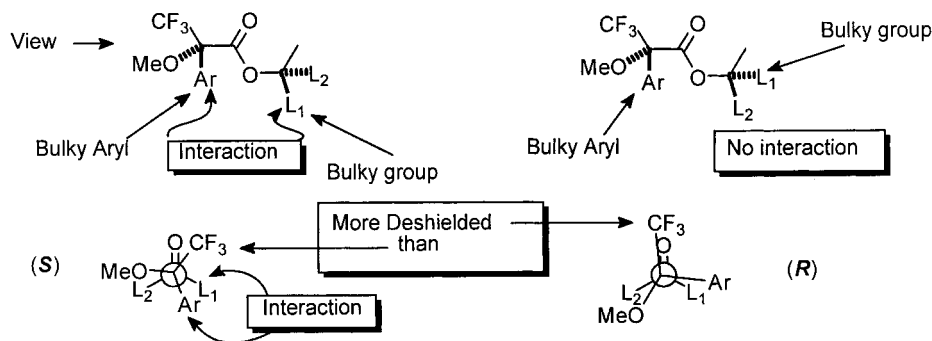 View
CF3
O
MeO
O
L2
Ar
L1
Bulky Aryl
Interaction
Bulky group
CF3
O
Bulky group
MeO
O
L1
Ar
L2
Bulky Aryl
No interaction
More Deshielded
than
(S)
O
CF3
MeO
L2
L1
Ar
Interaction
CF3
O
Ar
L2
L1
MeO
(R)